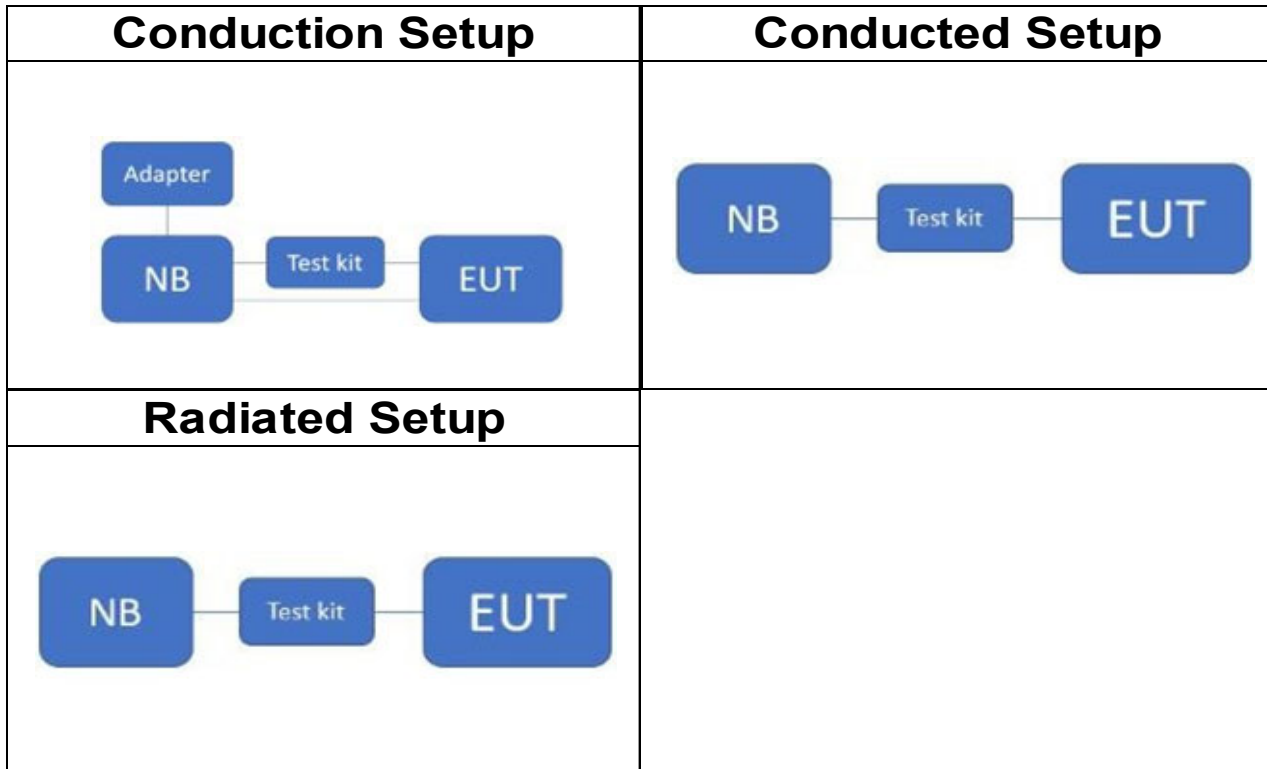 Conduction Setup
Conducted Setup
Adapter
NB
Test kit
EUT
NB
Test kit
EUT
Radiated Setup
NB
Test kit
EUT